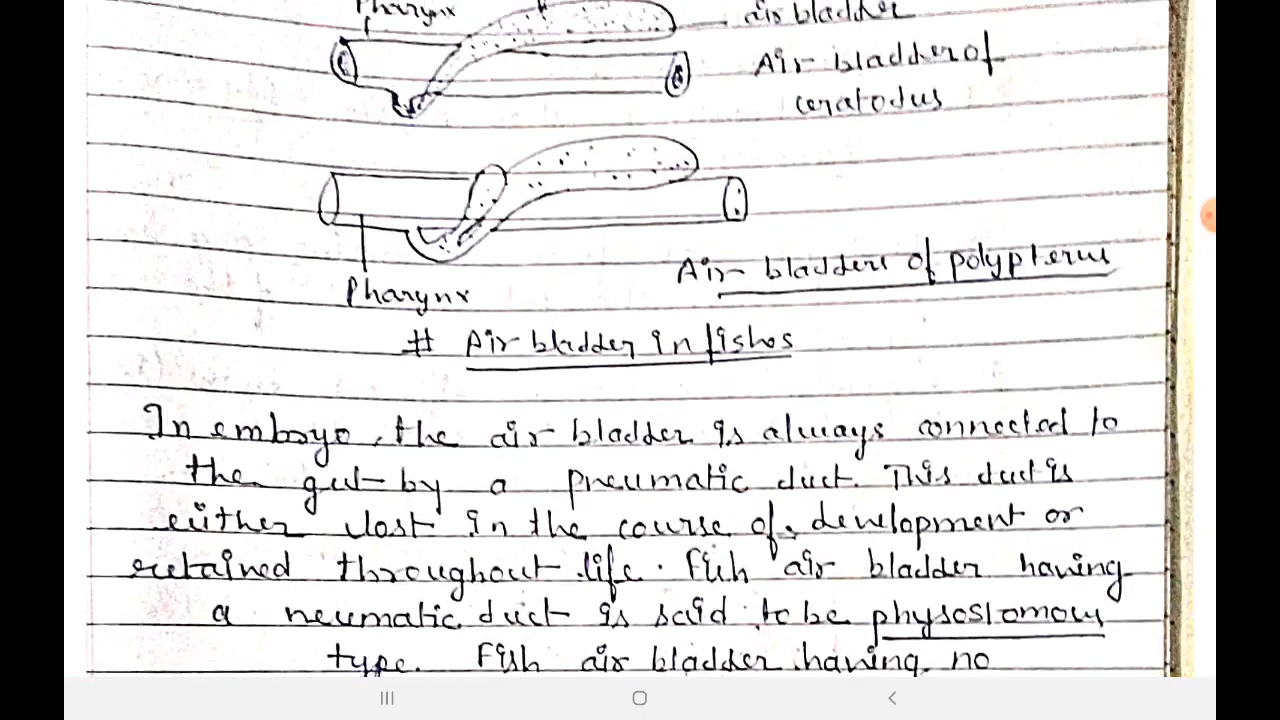 Pharynx
air bladder
Air bladder of
ceratodus
Air bladders of polypterus
Pharynx
# Air bladder in fishes
In embryo, the air bladder is always connected to
the gut by a pneumatic duct. This duct is
either lost in the course of development or
retained throughout life. Fish air bladder having
a neumatic duct is said to be physostomous
type. Fish air bladder having no